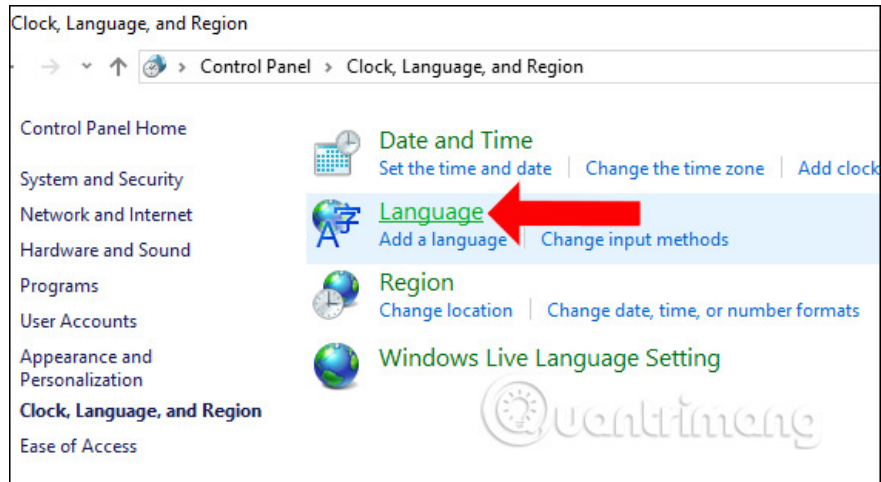 Clock, Language, and Region
Control Panel > Clock, Language, and Region
Control Panel Home
System and Security
Network and Internet
Hardware and Sound
Programs
User Accounts
Appearance and
Personalization
Clock, Language, and Region
Ease of Access
Date and Time
Set the time and date | Change the time zone | Add clock
Language
Add a language | Change input methods
Region
Change location | Change date, time, or number formats
Windows Live Language Setting
Quantrimang